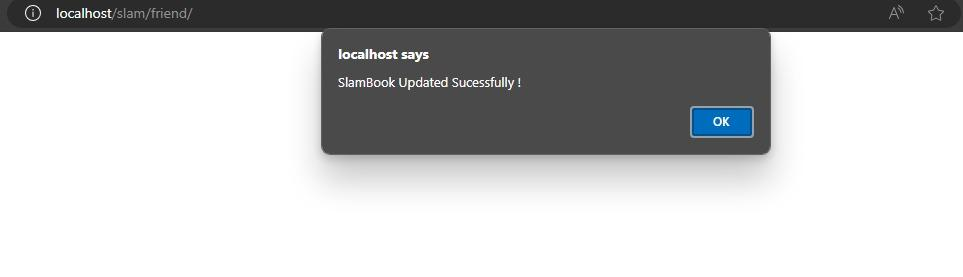 localhost/slam/friend/
localhost says
SlamBook Updated Sucessfully !
OK